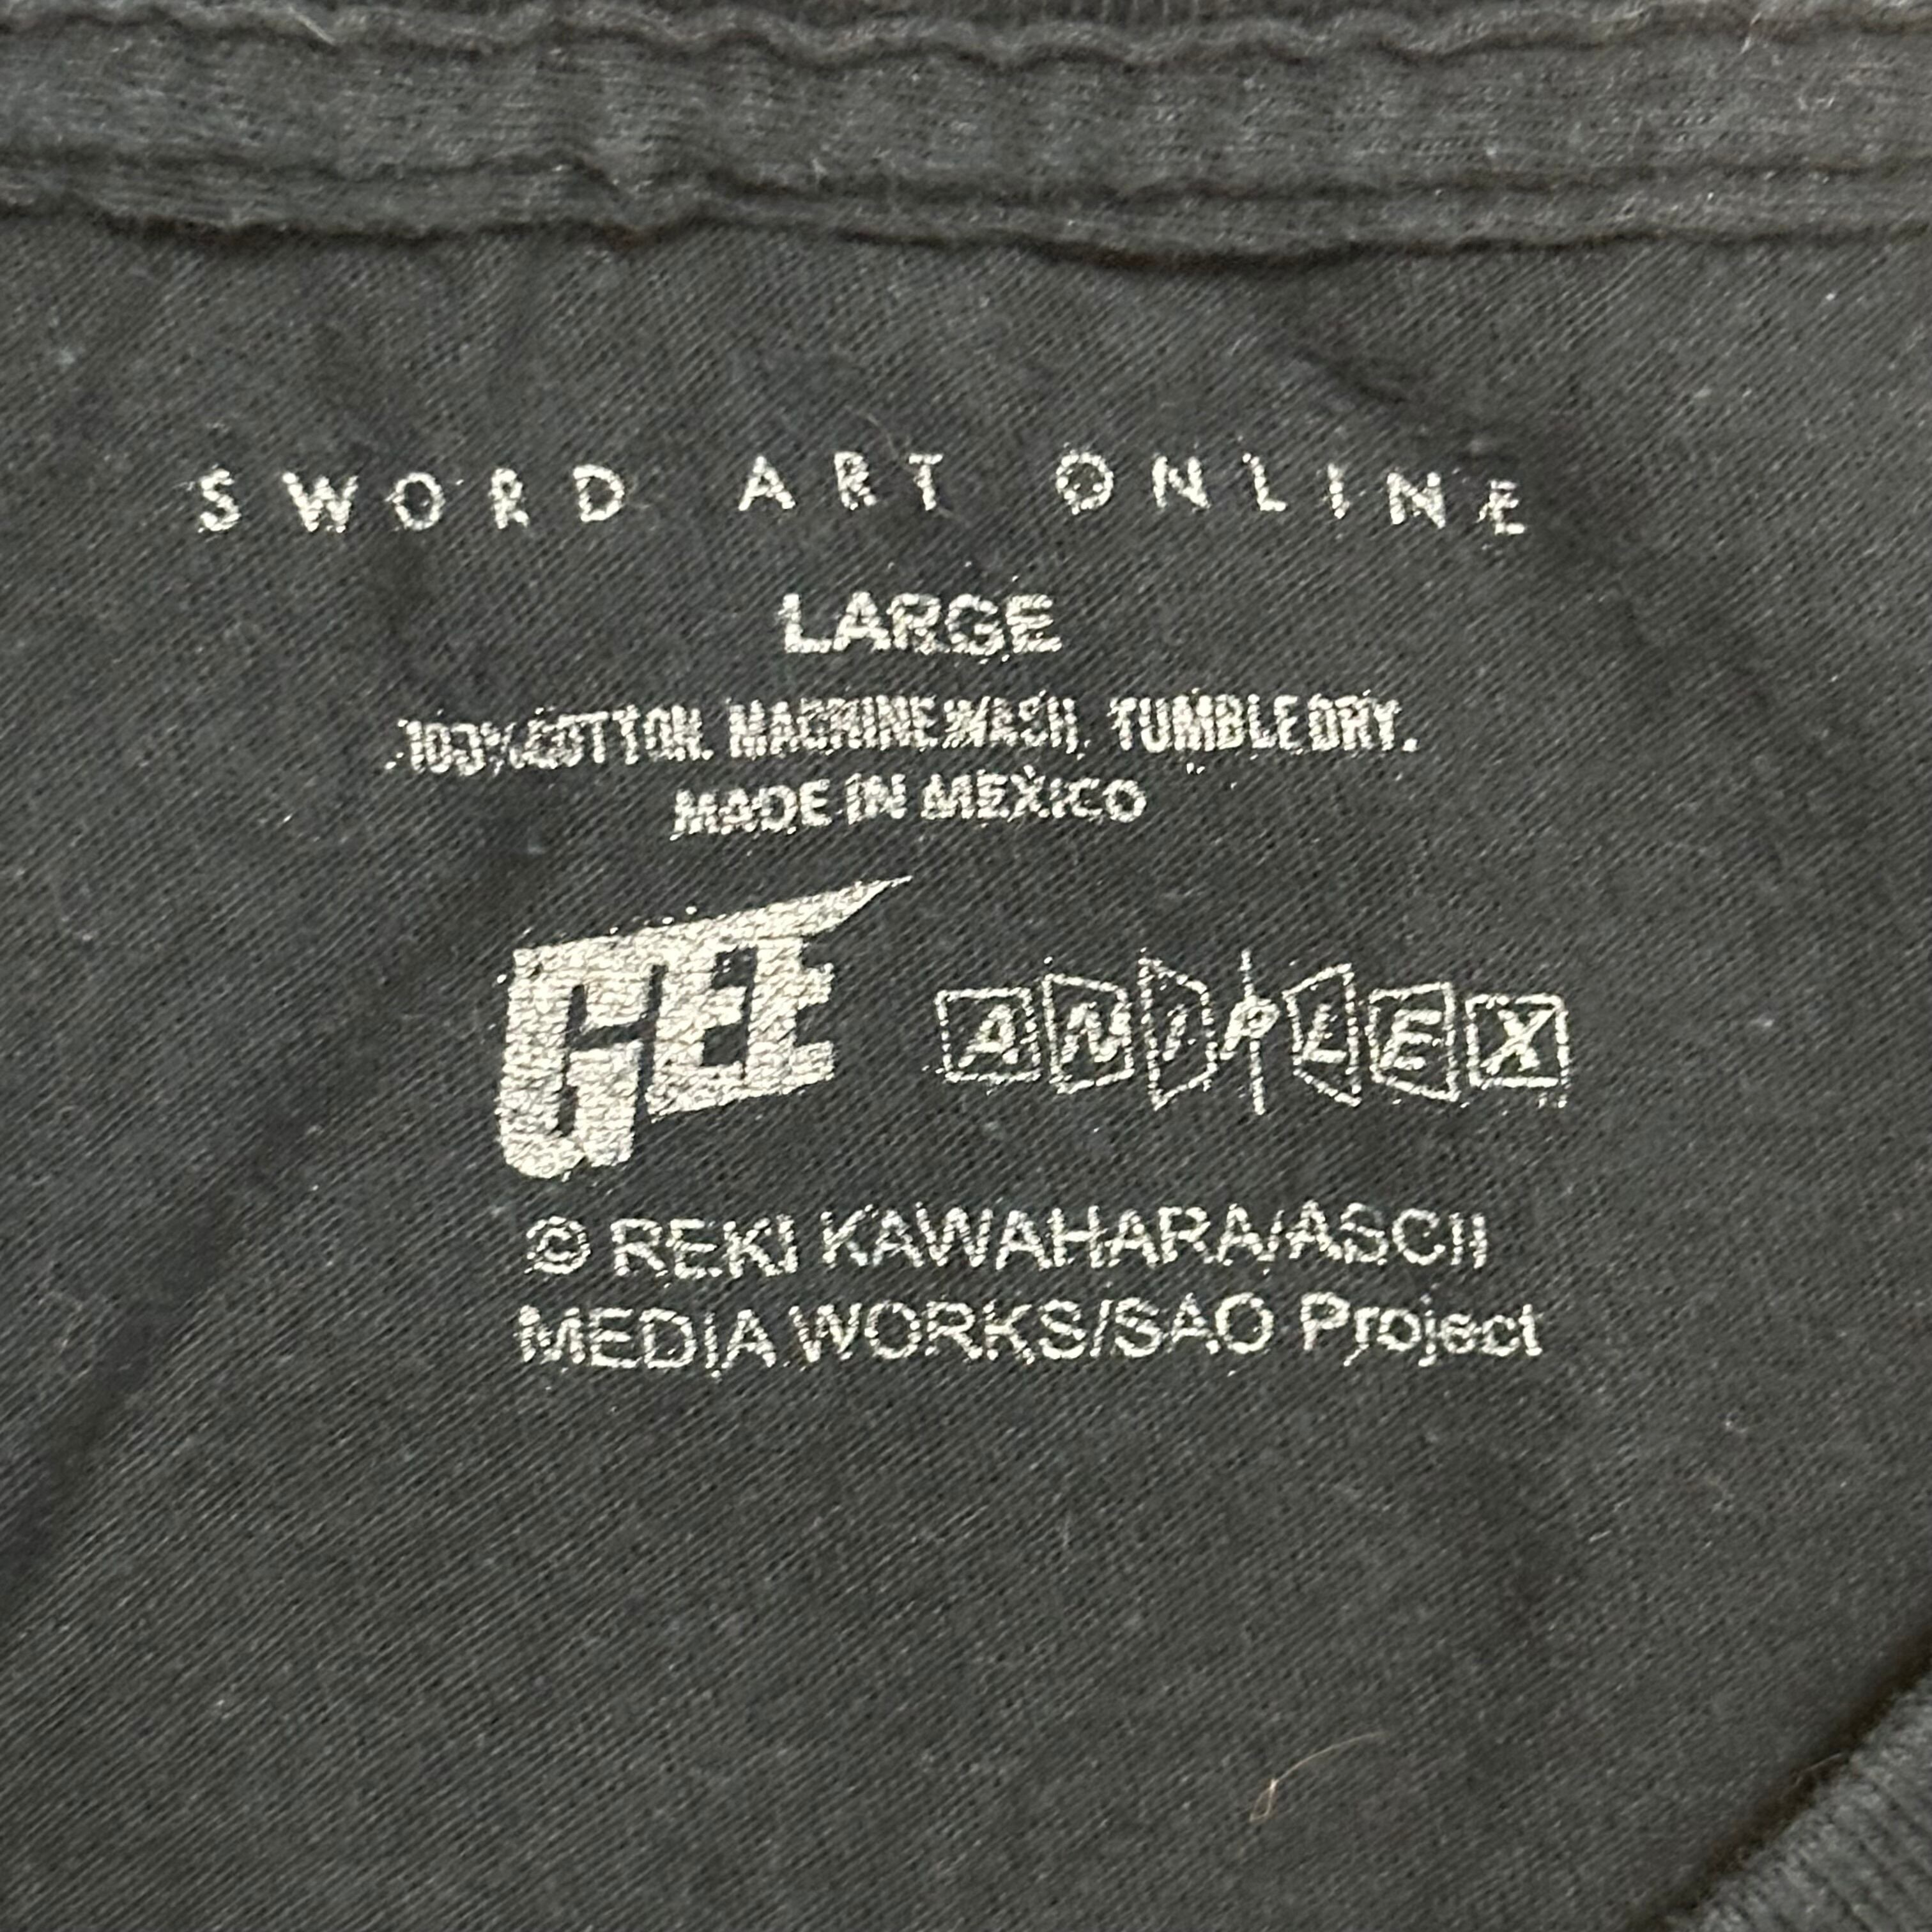 SWORD ART ONLINE
LARGE
100% COTTON. MACHINE WASH. TUMBLE DRY.
MADE IN MEXICO
GEE ANIPLEX
© REKI KAWAHARA/ASCII
MEDIA WORKS/SAO Project